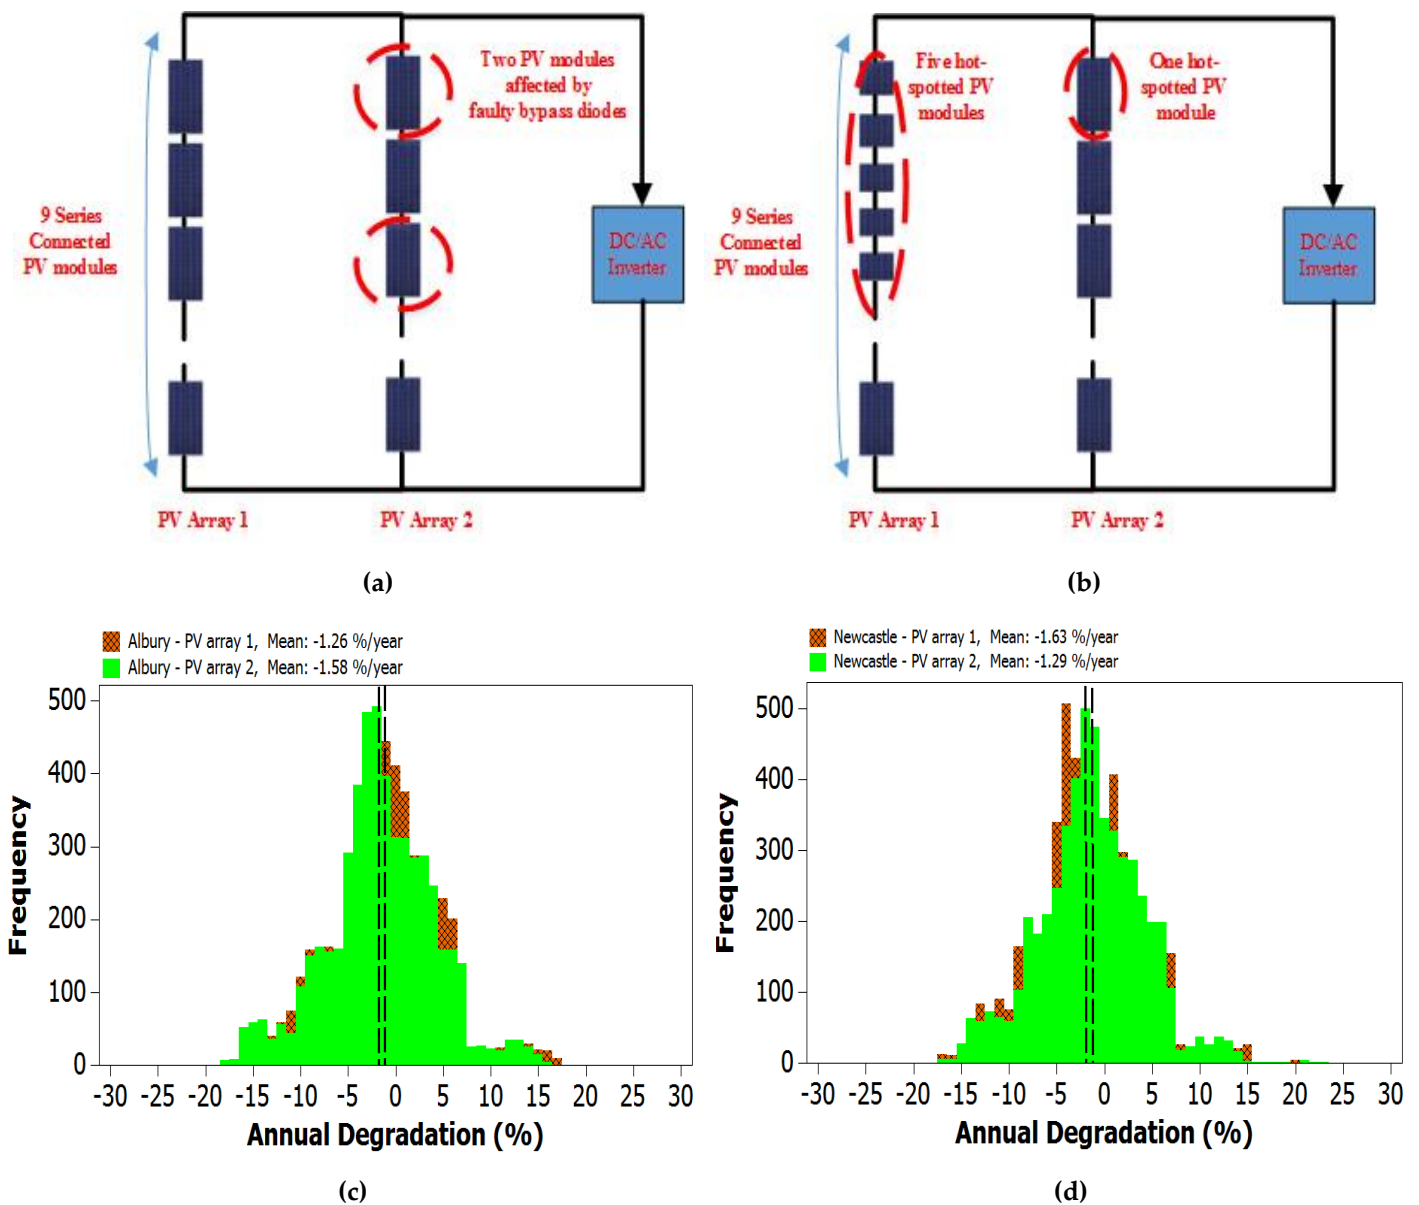 Two PV modules
affected by
faulty bypass diodes
9 Series
Connected
PV modules
DC/AC
Inverter
PV Array 1
PV Array 2
(a)
Five hot-
spotted PV
modules
One hot-
spotted PV
module
9 Series
Connected
PV modules
DC/AC
Inverter
PV Array 1
PV Array 2
(b)
Albury - PV array 1, Mean: -1.26 %/year
Albury - PV array 2, Mean: -1.58 %/year
Frequency
500
400
300
200
100
0
-30 -25 -20 -15 -10 -5 0 5 10 15 20 25 30
Annual Degradation (%)
(c)
Newcastle - PV array 1, Mean: -1.63 %/year
Newcastle - PV array 2, Mean: -1.29 %/year
Frequency
500
400
300
200
100
0
-30 -25 -20 -15 -10 -5 0 5 10 15 20 25 30
Annual Degradation (%)
(d)